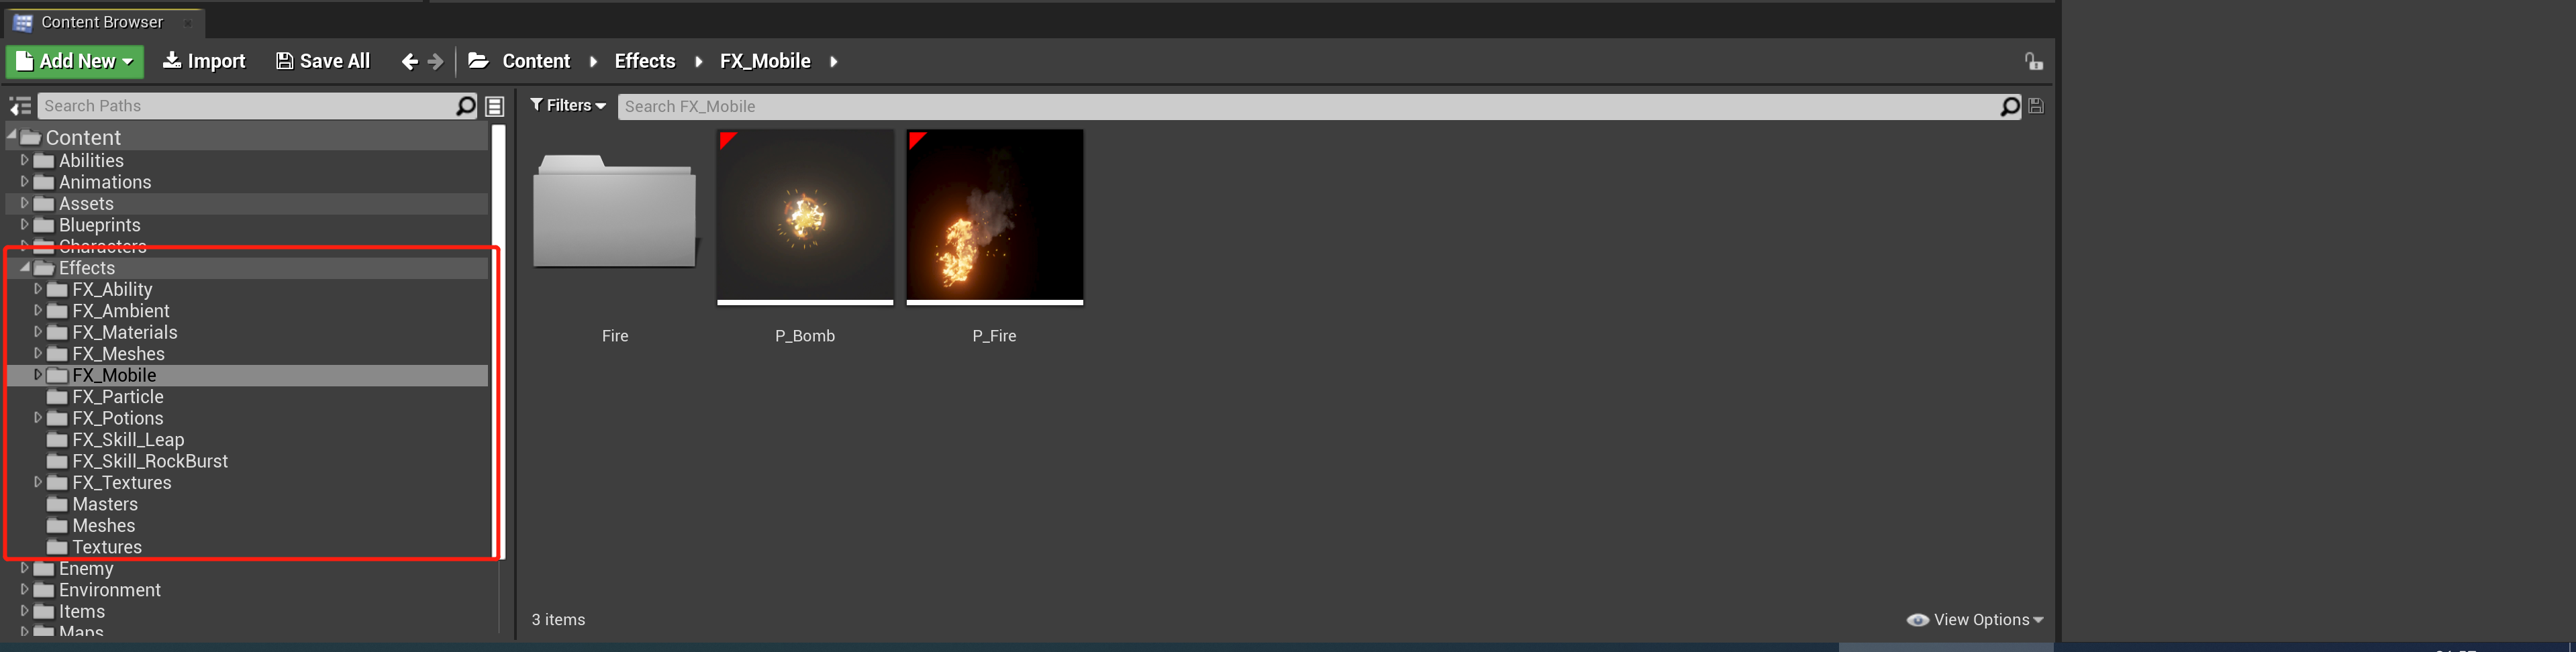 Content Browser
Add New
Import
Save All
Content
Effects
FX_Mobile
Search Paths
Filters
Search FX_Mobile
Content
Abilities
Animations
Assets
Blueprints
Characters
Effects
FX_Ability
FX_Ambient
FX_Materials
FX_Meshes
FX_Mobile
FX_Particle
FX_Potions
FX_Skill_Leap
FX_Skill_RockBurst
FX_Textures
Masters
Meshes
Textures
Enemy
Environment
Items
Maps
Fire
P_Bomb
P_Fire
3 items
View Options